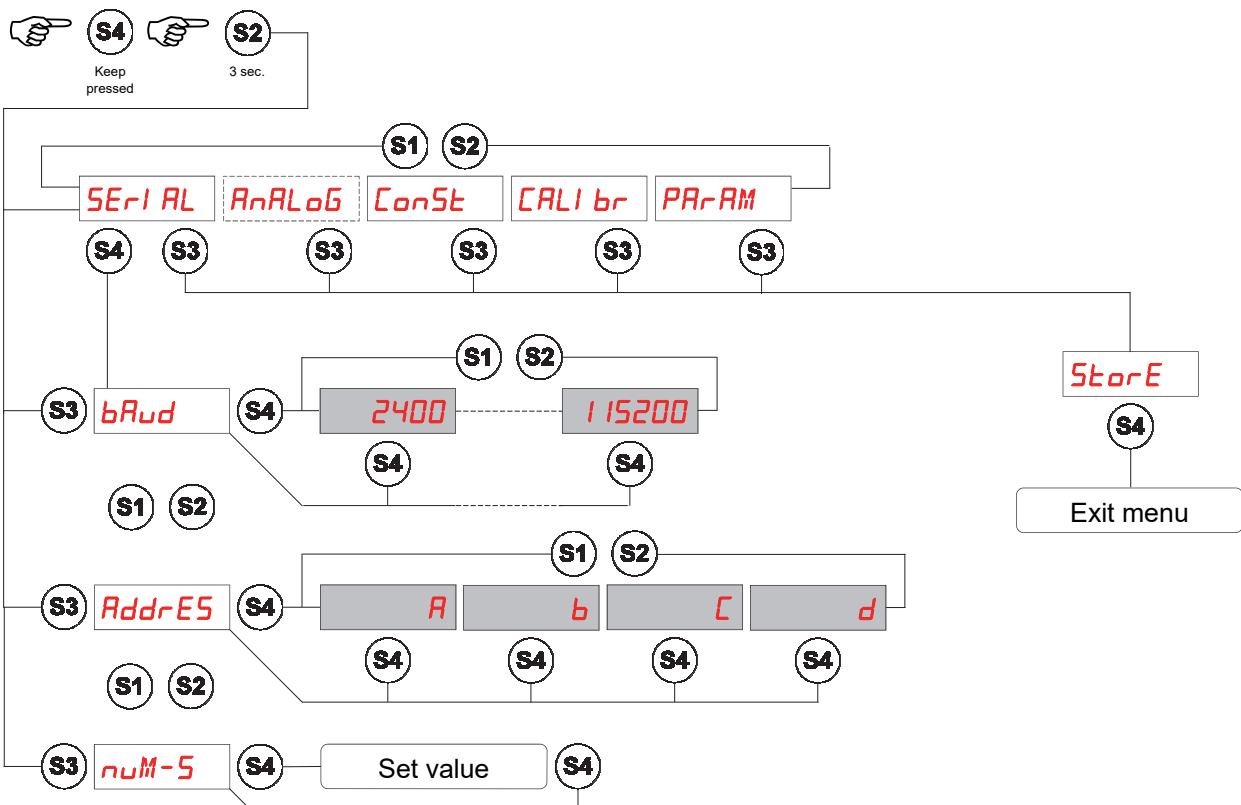 S4 S2
Keep pressed 3 sec.
S1 S2
SErIAL AnALoG ConSt CALIbr PArAM
S4 S3 S3 S3 S3 S3
S1 S2
StorE
S3 bAud S4 2400 115200
S4 S4 S4
S1 S2
Exit menu
S1 S2
S3 AddrES S4 A b C d
S4 S4 S4 S4
S1 S2
S3 nuM-S S4 Set value S4